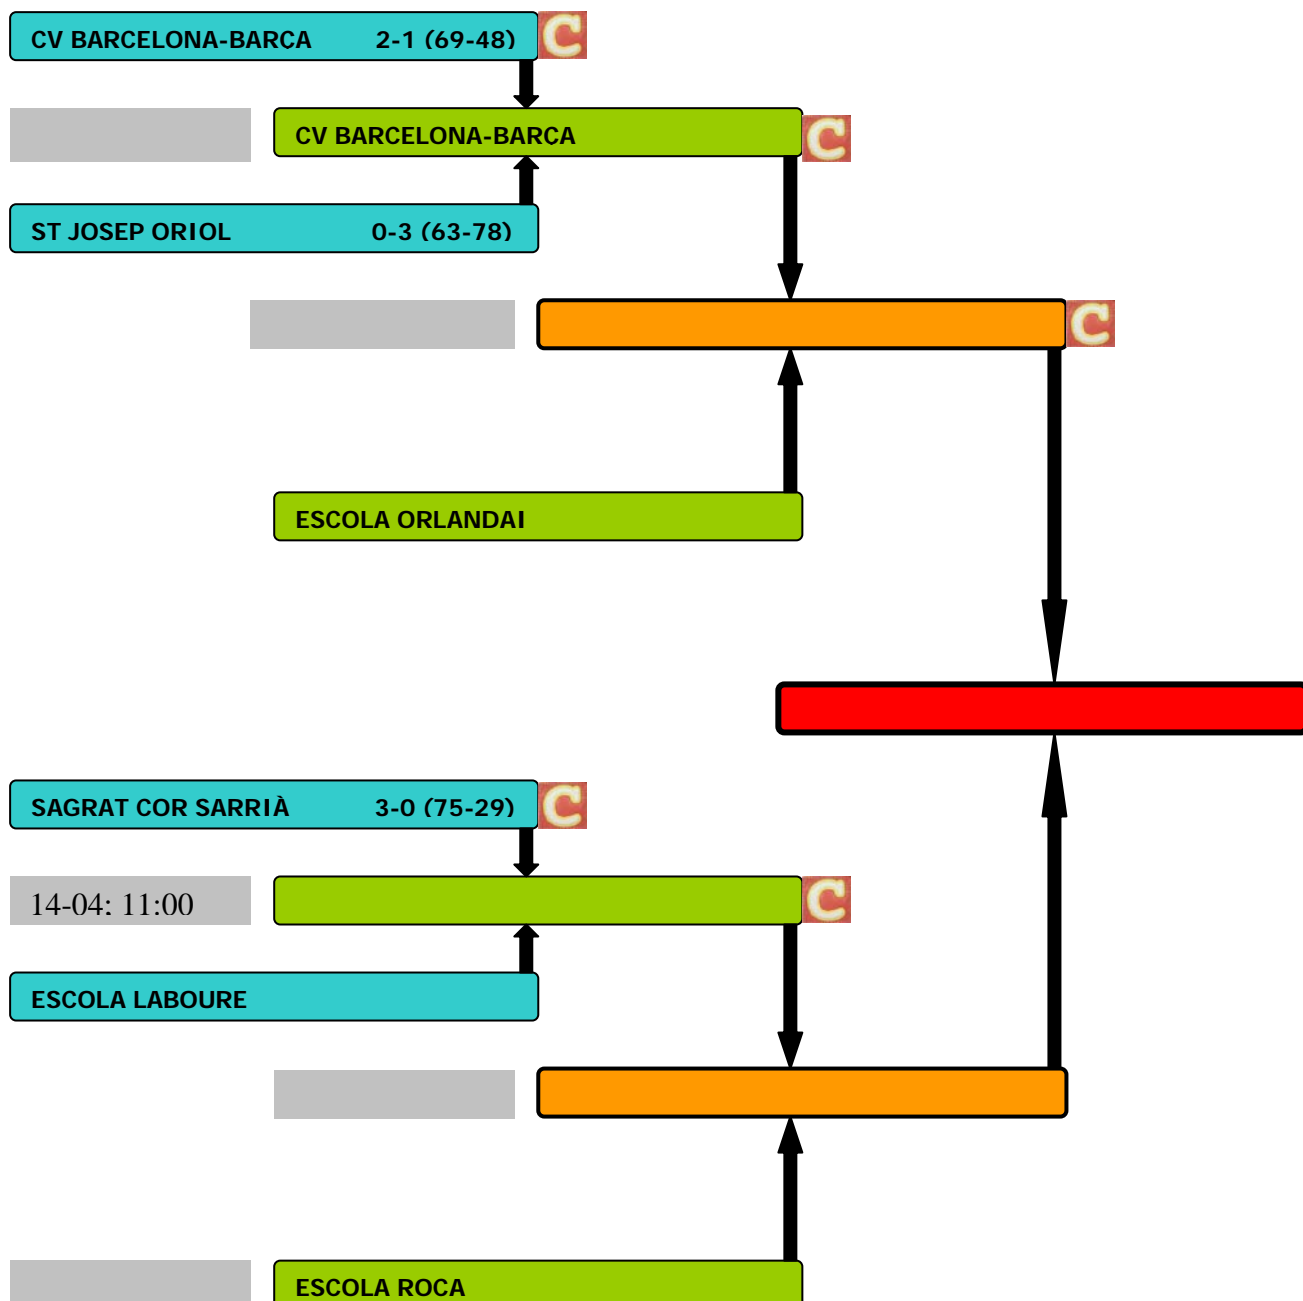 CV BARCELONA-BARÇA 2-1 (69-48) C
CV BARCELONA-BARÇA C
ST JOSEP ORIOL 0-3 (63-78)
C
ESCOLA ORLANDAI
SAGRAT COR SARRIÀ 3-0 (75-29) C
14-04: 11:00 C
ESCOLA LABOURE
ESCOLA ROCA